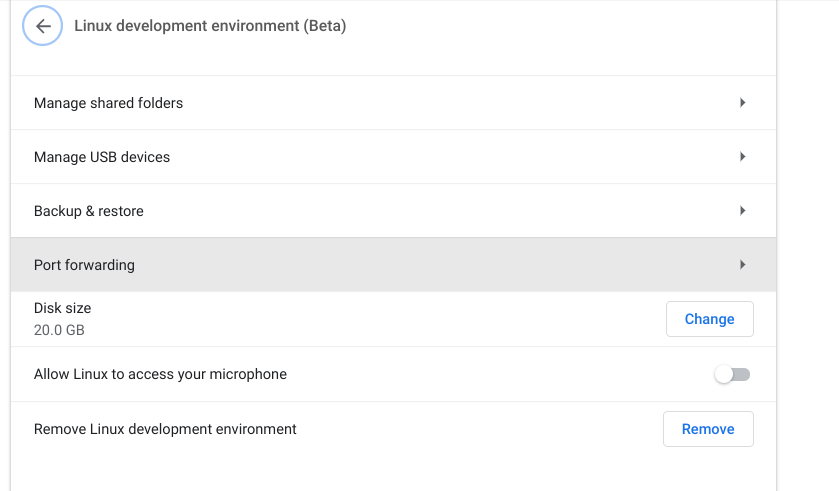 Linux development environment (Beta)
Manage shared folders
Manage USB devices
Backup & restore
Port forwarding
Disk size
20.0 GB
Change
Allow Linux to access your microphone
Remove Linux development environment
Remove